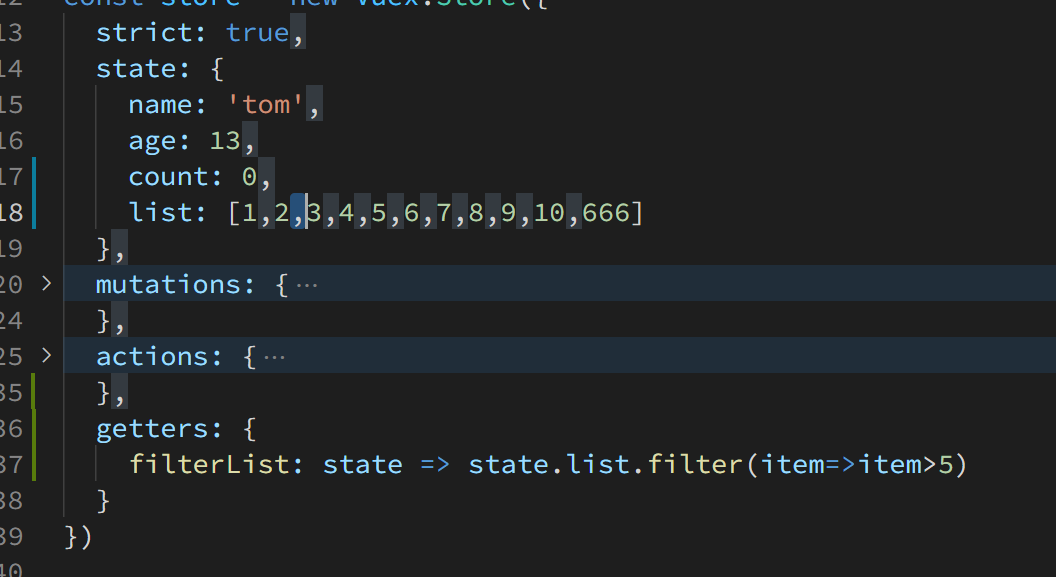 12 const store = new Vuex.Store({
13 strict: true,
14 state: {
15 name: 'tom',
16 age: 13,
17 count: 0,
18 list: [1,2,3,4,5,6,7,8,9,10,666]
19 },
20 > mutations: { ···
24 },
25 > actions: { ···
35 },
36 getters: {
37 filterList: state => state.list.filter(item=>item>5)
38 }
39 })
40